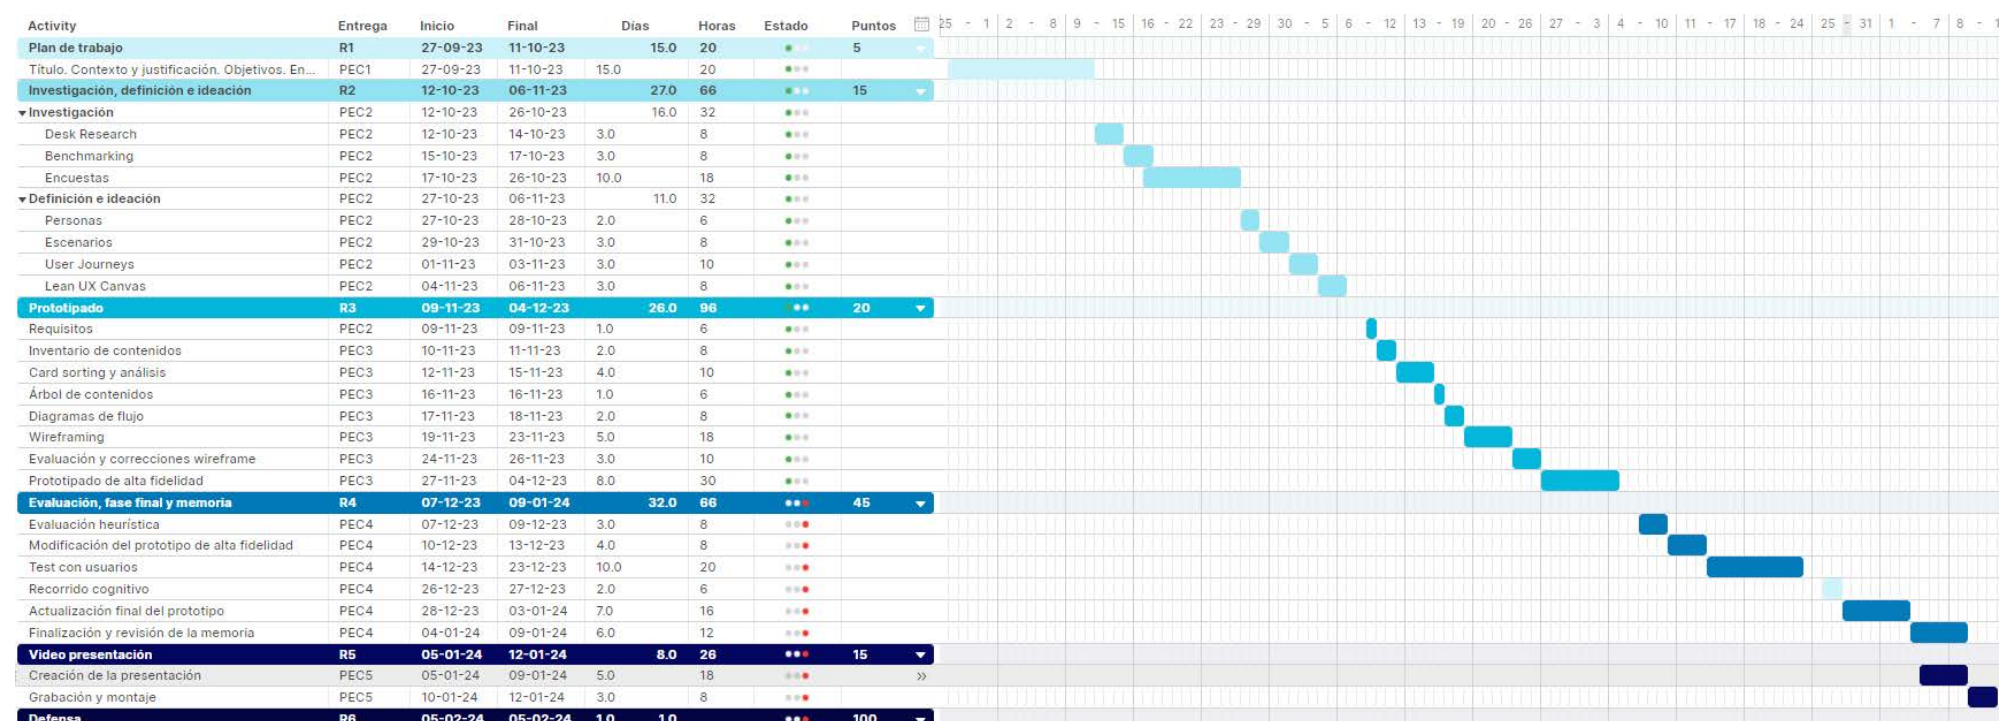 Activity Entrega Inicio Final Días Horas Estado Puntos 25 - 1 2 - 8 9 - 15 16 - 22 23 - 29 30 - 5 6 - 12 13 - 19 20 - 26 27 - 3 4 - 10 11 - 17 18 - 24 25 - 31 1 - 7 8 - 1
Plan de trabajo R1 27-09-23 11-10-23 15.0 20 5
Título. Contexto y justificación. Objetivos. En... PEC1 27-09-23 11-10-23 15.0 20
Investigación, definición e ideación R2 12-10-23 06-11-23 27.0 66 15
Investigación PEC2 12-10-23 26-10-23 16.0 32
Desk Research PEC2 12-10-23 14-10-23 3.0 8
Benchmarking PEC2 15-10-23 17-10-23 3.0 8
Encuestas PEC2 17-10-23 26-10-23 10.0 18
Definición e ideación PEC2 27-10-23 06-11-23 11.0 32
Personas PEC2 27-10-23 28-10-23 2.0 6
Escenarios PEC2 29-10-23 31-10-23 3.0 8
User Journeys PEC2 01-11-23 03-11-23 3.0 10
Lean UX Canvas PEC2 04-11-23 06-11-23 3.0 8
Prototipado R3 09-11-23 04-12-23 26.0 96 20
Requisitos PEC2 09-11-23 09-11-23 1.0 6
Inventario de contenidos PEC3 10-11-23 11-11-23 2.0 8
Card sorting y análisis PEC3 12-11-23 15-11-23 4.0 10
Árbol de contenidos PEC3 16-11-23 16-11-23 1.0 6
Diagramas de flujo PEC3 17-11-23 18-11-23 2.0 8
Wireframing PEC3 19-11-23 23-11-23 5.0 18
Evaluación y correcciones wireframe PEC3 24-11-23 26-11-23 3.0 10
Prototipado de alta fidelidad PEC3 27-11-23 04-12-23 8.0 30
Evaluación, fase final y memoria R4 07-12-23 09-01-24 32.0 66 45
Evaluación heurística PEC4 07-12-23 09-12-23 3.0 8
Modificación del prototipo de alta fidelidad PEC4 10-12-23 13-12-23 4.0 8
Test con usuarios PEC4 14-12-23 23-12-23 10.0 20
Recorrido cognitivo PEC4 26-12-23 27-12-23 2.0 6
Actualización final del prototipo PEC4 28-12-23 03-01-24 7.0 16
Finalización y revisión de la memoria PEC4 04-01-24 09-01-24 6.0 12
Video presentación R5 05-01-24 12-01-24 8.0 26 15
Creación de la presentación PEC5 05-01-24 09-01-24 5.0 18 »
Grabación y montaje PEC5 10-01-24 12-01-24 3.0 8
Defensa R6 05-02-24 05-02-24 1.0 1.0 100